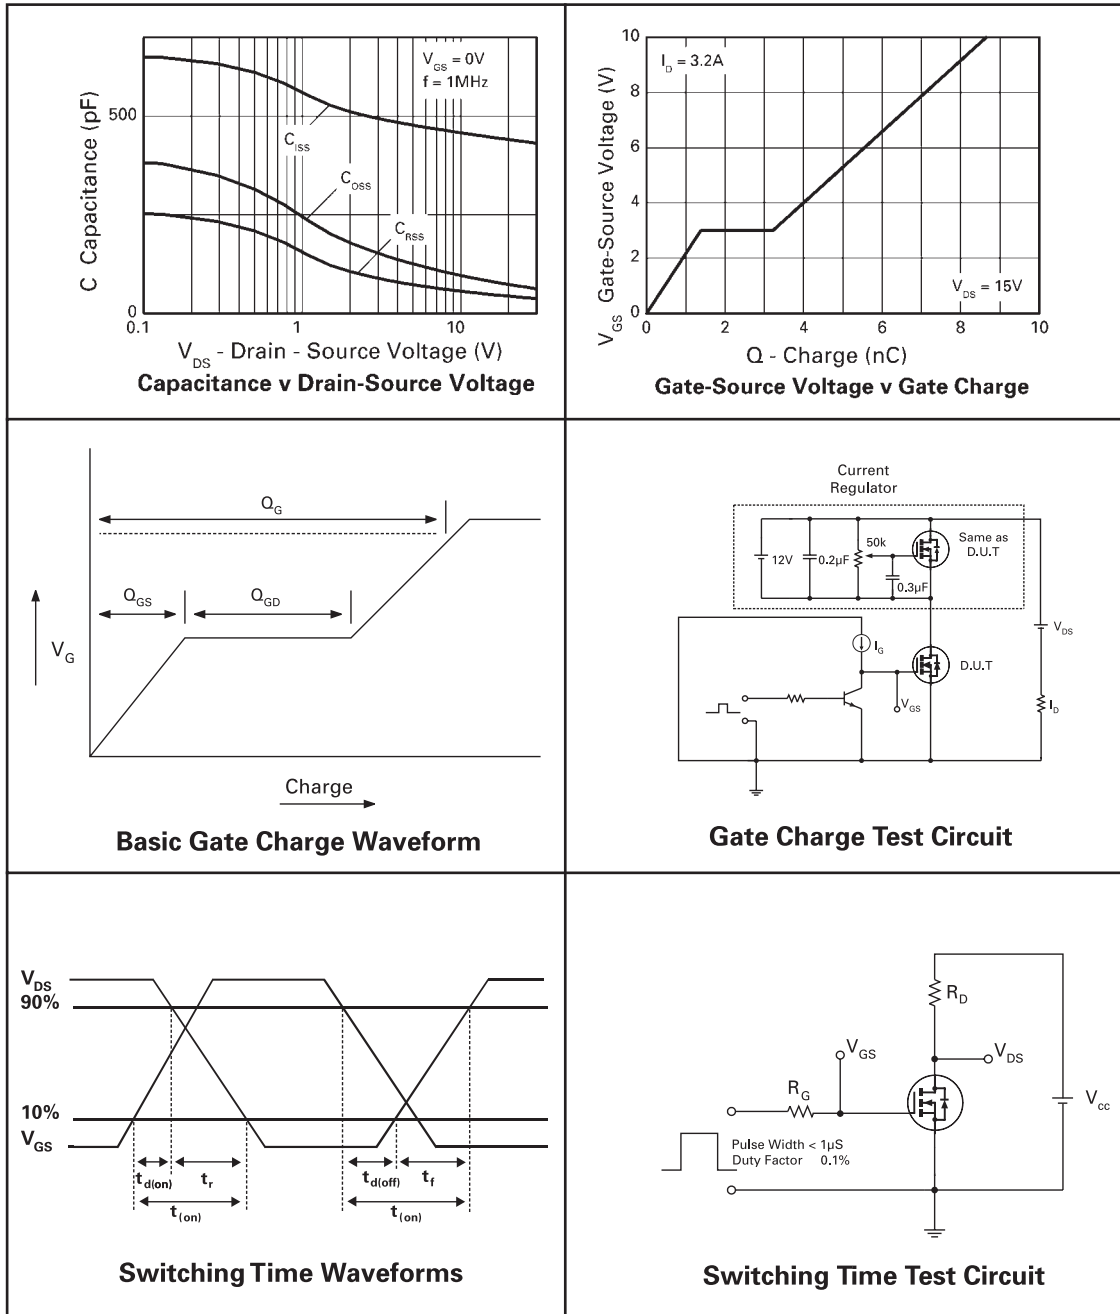 V_GS = 0V
f = 1MHz
C Capacitance (pF)
500
0
C_ISS
C_OSS
C_RSS
0.1
1
10
V_DS - Drain - Source Voltage (V)
Capacitance v Drain-Source Voltage
I_D = 3.2A
V_GS Gate-Source Voltage (V)
10
8
6
4
2
0
V_DS = 15V
0
2
4
6
8
10
Q - Charge (nC)
Gate-Source Voltage v Gate Charge
Q_G
Q_GS
Q_GD
V_G
Charge
Basic Gate Charge Waveform
Current
Regulator
12V
0.2µF
50k
0.3µF
Same as
D.U.T
V_DS
I_G
D.U.T
V_GS
I_D
Gate Charge Test Circuit
V_DS
90%
10%
V_GS
t_d(on)
t_r
t_d(off)
t_f
t_(on)
t_(on)
Switching Time Waveforms
R_D
V_GS
V_DS
R_G
V_cc
Pulse Width < 1µS
Duty Factor 0.1%
Switching Time Test Circuit